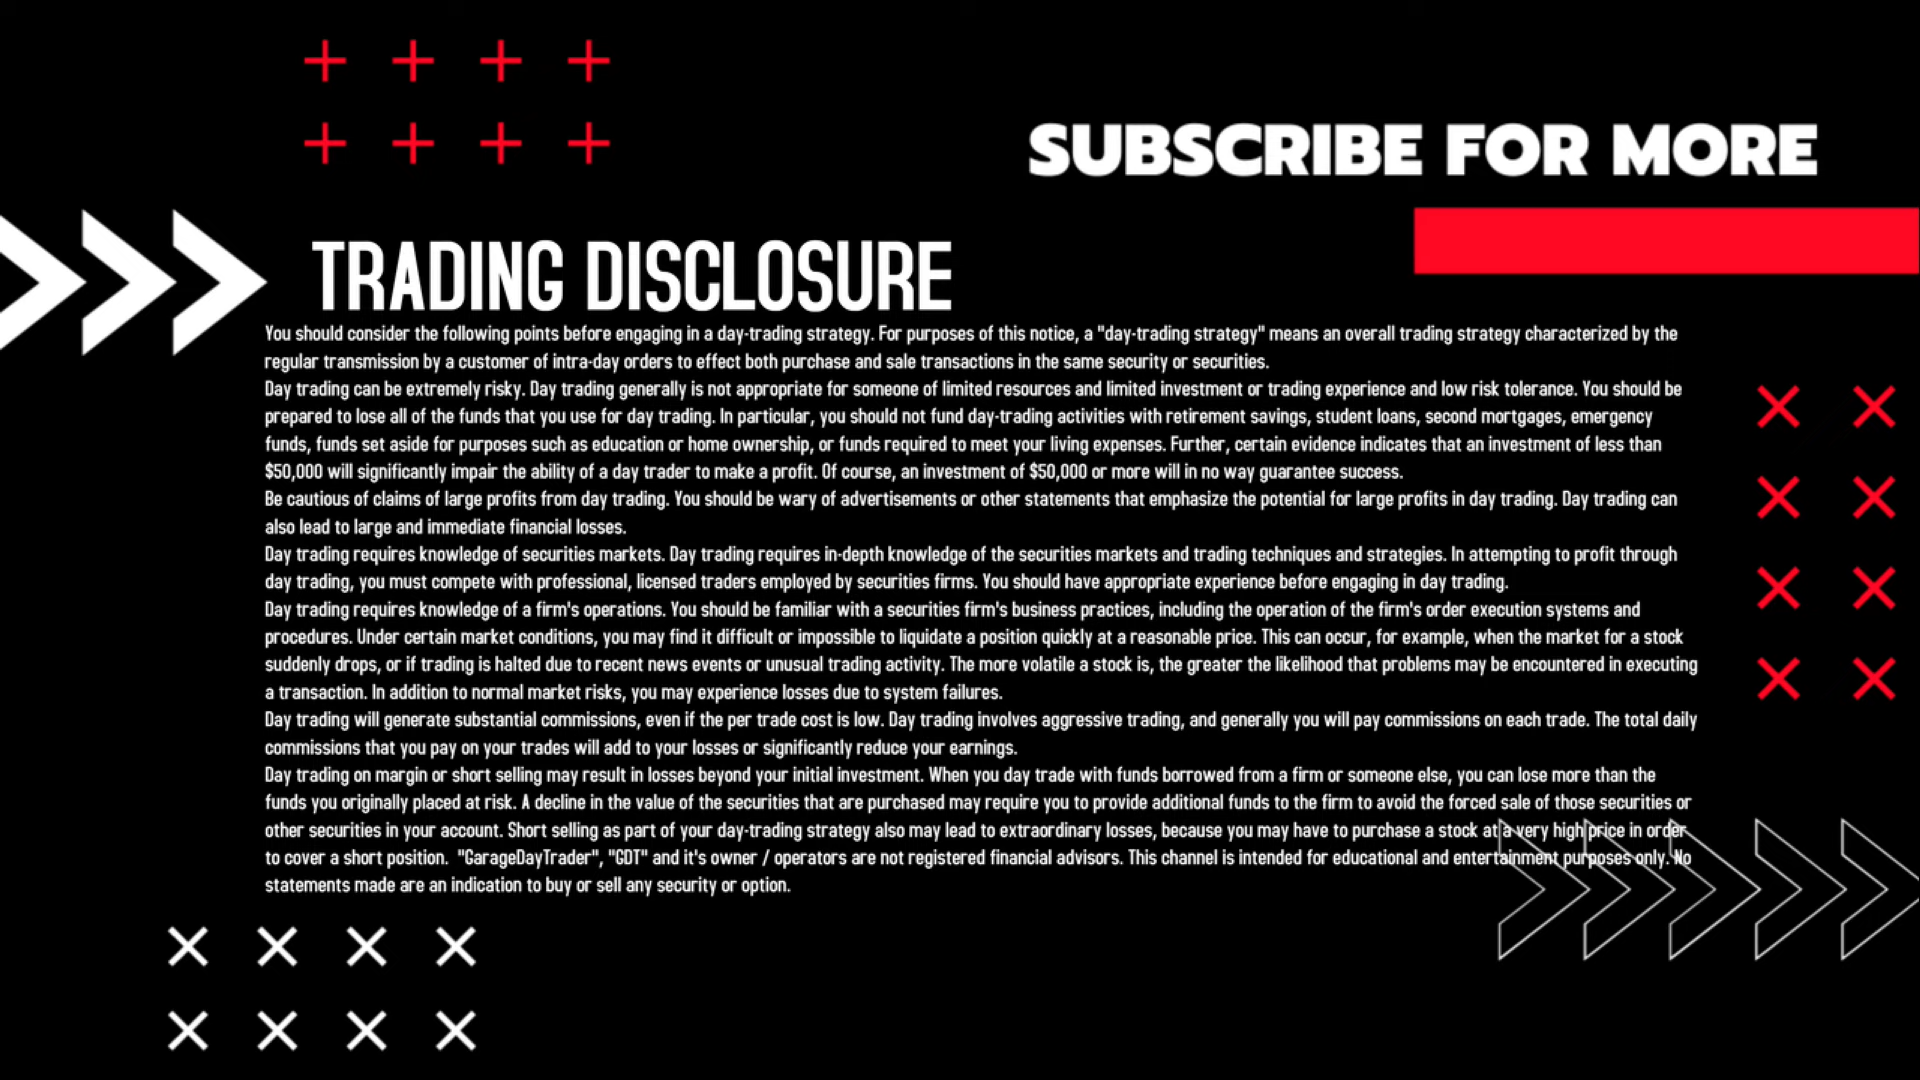 SUBSCRIBE FOR MORE
TRADING DISCLOSURE
You should consider the following points before engaging in a day-trading strategy. For purposes of this notice, a "day-trading strategy" means an overall trading strategy characterized by the
regular transmission by a customer of intra-day orders to effect both purchase and sale transactions in the same security or securities.
Day trading can be extremely risky. Day trading generally is not appropriate for someone of limited resources and limited investment or trading experience and low risk tolerance. You should be
prepared to lose all of the funds that you use for day trading. In particular, you should not fund day-trading activities with retirement savings, student loans, second mortgages, emergency
funds, funds set aside for purposes such as education or home ownership, or funds required to meet your living expenses. Further, certain evidence indicates that an investment of less than
$50,000 will significantly impair the ability of a day trader to make a profit. Of course, an investment of $50,000 or more will in no way guarantee success.
Be cautious of claims of large profits from day trading. You should be wary of advertisements or other statements that emphasize the potential for large profits in day trading. Day trading can
also lead to large and immediate financial losses.
Day trading requires knowledge of securities markets. Day trading requires in-depth knowledge of the securities markets and trading techniques and strategies. In attempting to profit through
day trading, you must compete with professional, licensed traders employed by securities firms. You should have appropriate experience before engaging in day trading.
Day trading requires knowledge of a firm's operations. You should be familiar with a securities firm's business practices, including the operation of the firm's order execution systems and
procedures. Under certain market conditions, you may find it difficult or impossible to liquidate a position quickly at a reasonable price. This can occur, for example, when the market for a stock
suddenly drops, or if trading is halted due to recent news events or unusual trading activity. The more volatile a stock is, the greater the likelihood that problems may be encountered in executing
a transaction. In addition to normal market risks, you may experience losses due to system failures.
Day trading will generate substantial commissions, even if the per trade cost is low. Day trading involves aggressive trading, and generally you will pay commissions on each trade. The total daily
commissions that you pay on your trades will add to your losses or significantly reduce your earnings.
Day trading on margin or short selling may result in losses beyond your initial investment. When you day trade with funds borrowed from a firm or someone else, you can lose more than the
funds you originally placed at risk. A decline in the value of the securities that are purchased may require you to provide additional funds to the firm to avoid the forced sale of those securities or
other securities in your account. Short selling as part of your day-trading strategy also may lead to extraordinary losses, because you may have to purchase a stock at a very high price in order
to cover a short position. "GarageDayTrader", "GDT" and it's owner / operators are not registered financial advisors. This channel is intended for educational and entertainment purposes only. No
statements made are an indication to buy or sell any security or option.